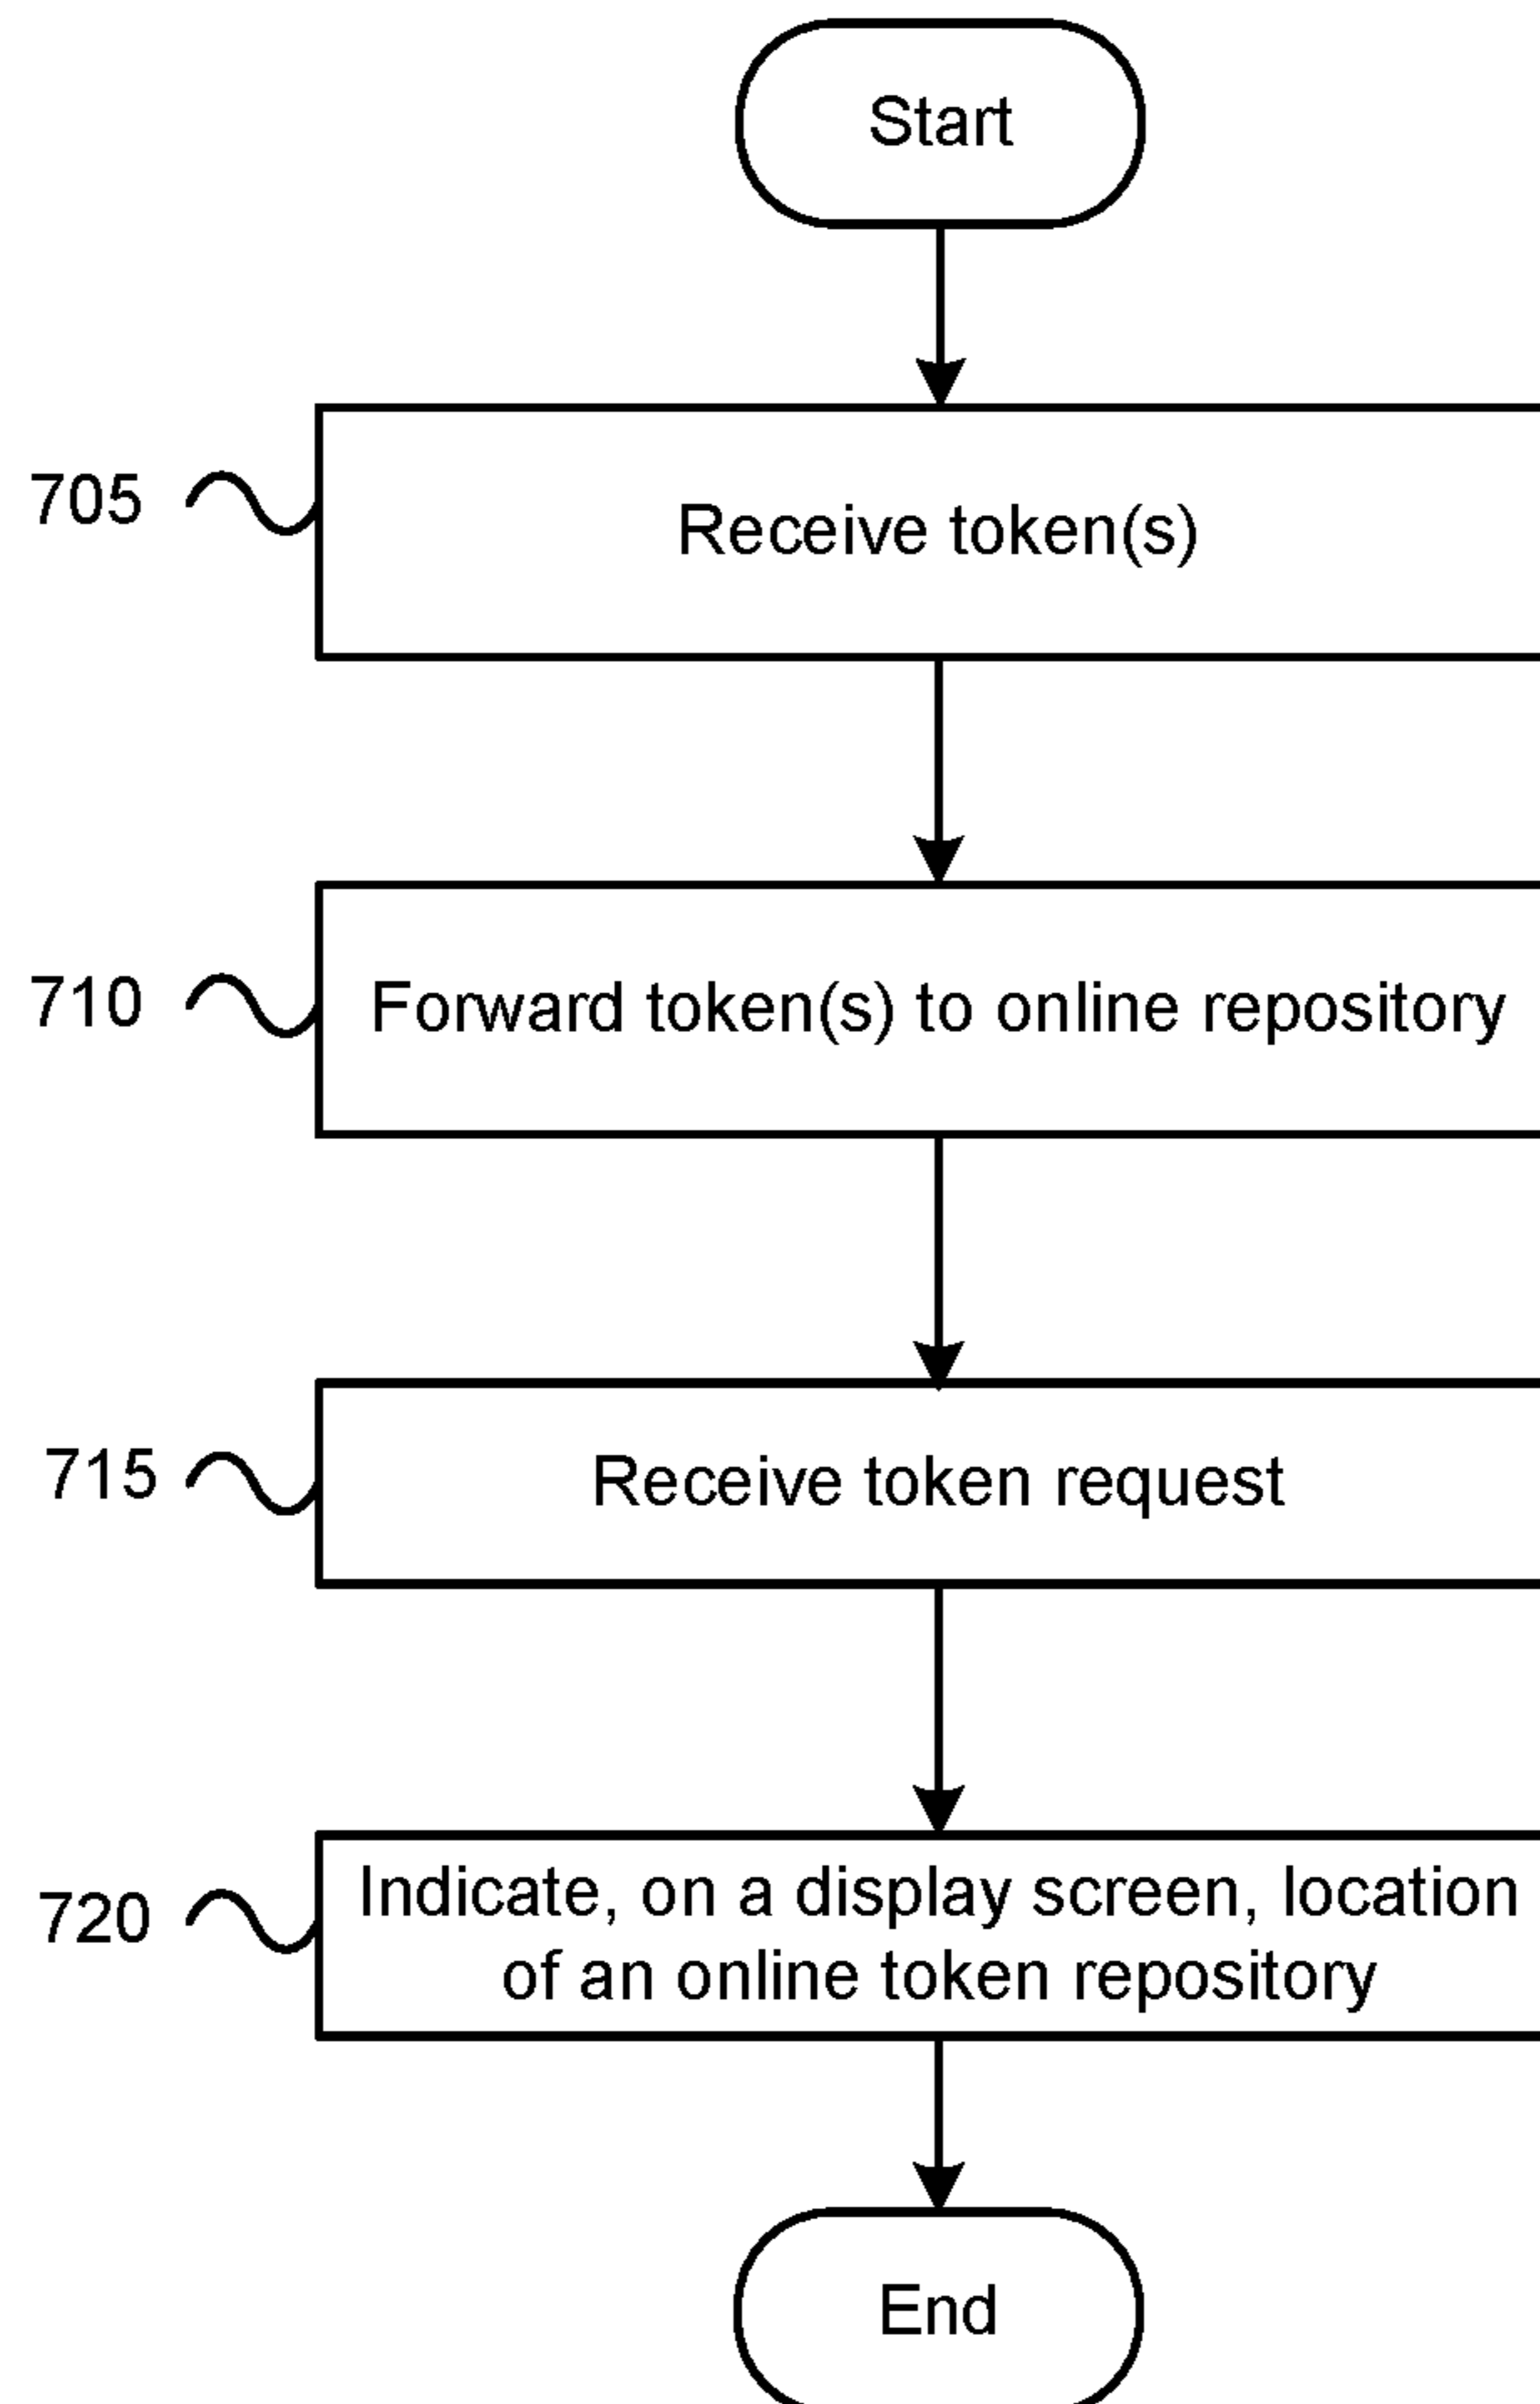 Start
705
Receive token(s)
710
Forward token(s) to online repository
715
Receive token request
720
Indicate, on a display screen, location
of an online token repository
End